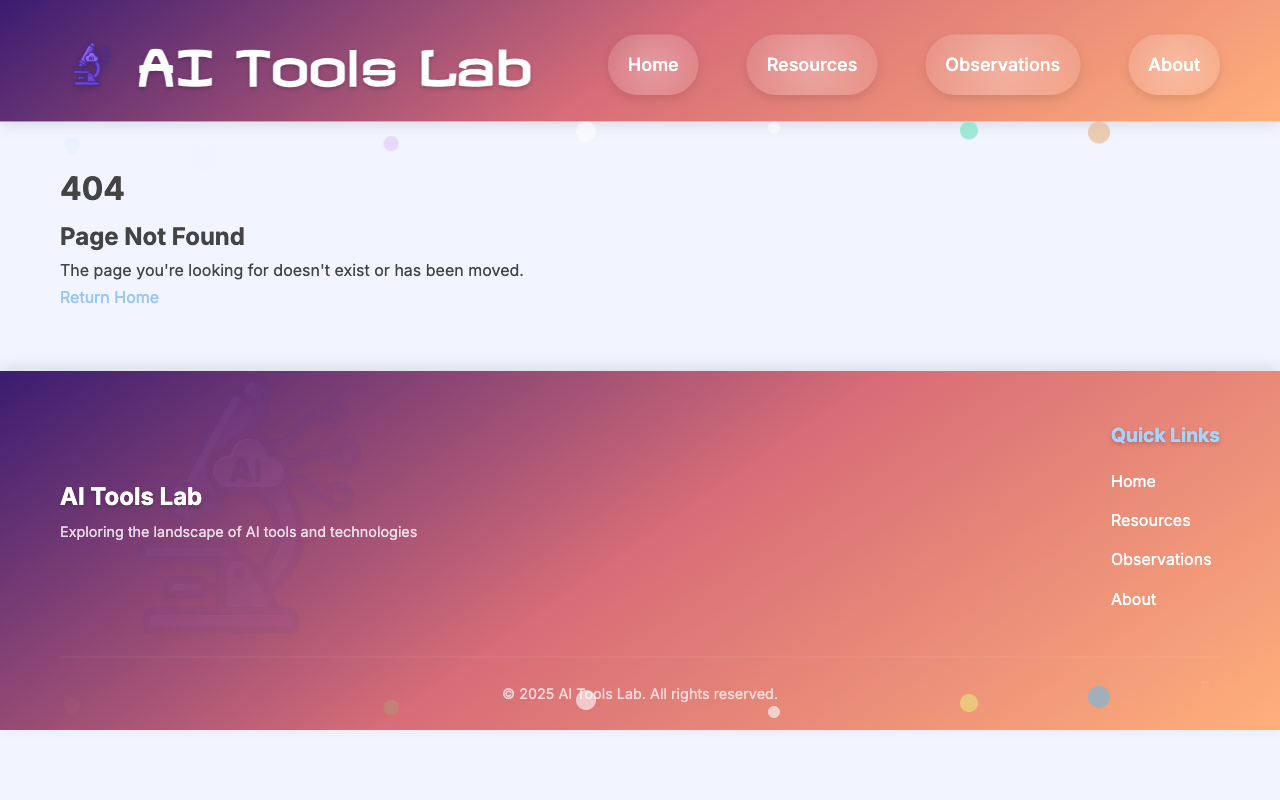 AI Tools Lab
Home
Resources
Observations
About
404
Page Not Found
The page you're looking for doesn't exist or has been moved.
Return Home
AI
AI Tools Lab
Exploring the landscape of AI tools and technologies
Quick Links
Home
Resources
Observations
About
© 2025 AI Tools Lab. All rights reserved.